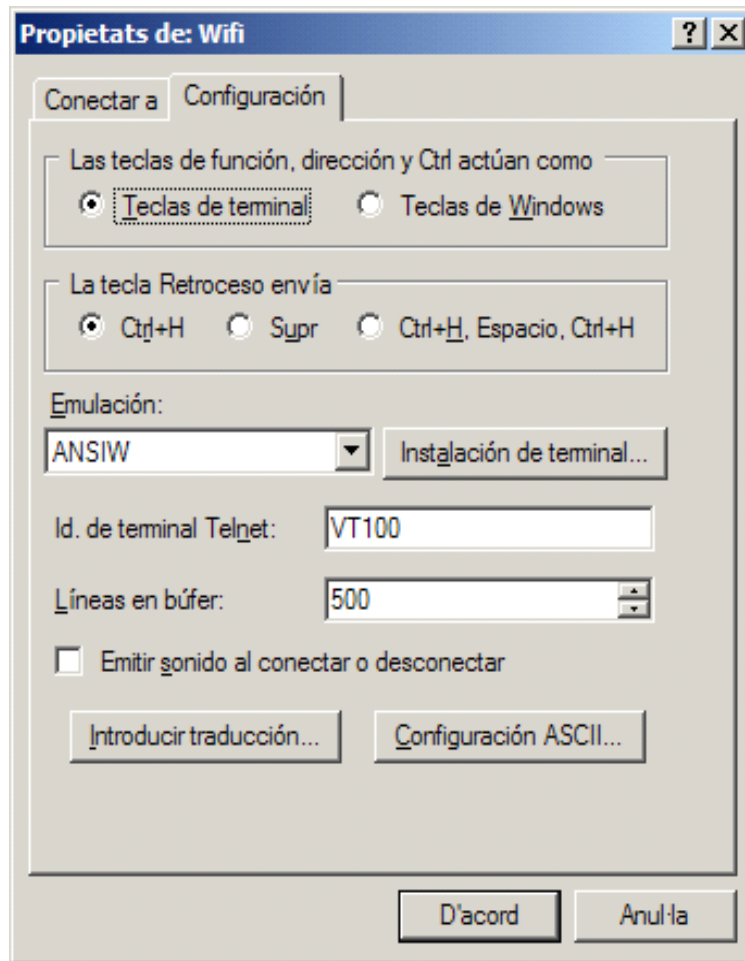 Propietats de: Wifi
Conectar a Configuración
Las teclas de función, dirección y Ctrl actúan como
Teclas de terminal Teclas de Windows
La tecla Retroceso envía
Ctrl+H Supr Ctrl+H, Espacio, Ctrl+H
Emulación:
ANSIW Instalación de terminal...
Id. de terminal Telnet: VT100
Líneas en búfer: 500
Emitir sonido al conectar o desconectar
Introducir traducción... Configuración ASCII...
D'acord Anul·la